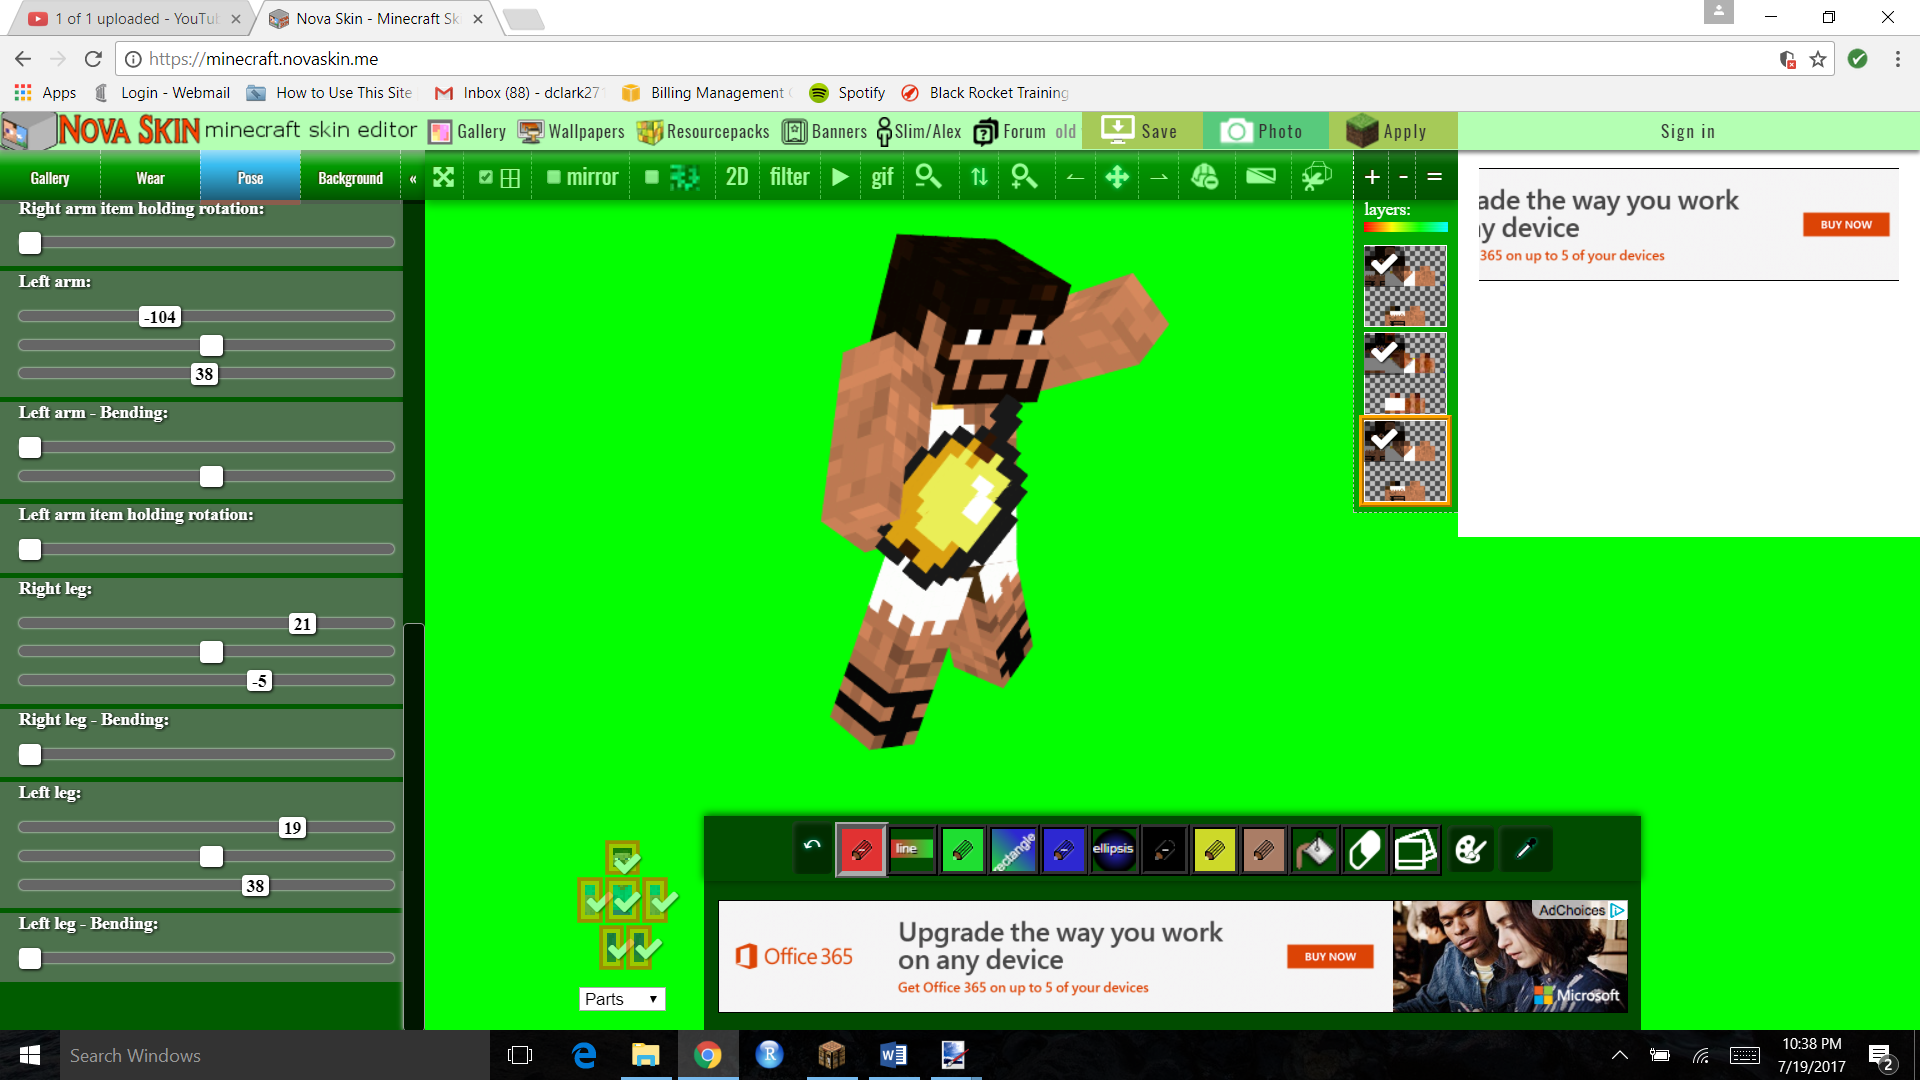 1 of 1 uploaded - YouTu
Nova Skin - Minecraft Sk
https://minecraft.novaskin.me
Apps
Login - Webmail
How to Use This Site
Inbox (88) - dclark27
Billing Management
Spotify
Black Rocket Training
NOVA SKIN minecraft skin editor
Gallery
Wallpapers
Resourcepacks
Banners
Slim/Alex
Forum
old
Save
Photo
Apply
Sign in
Gallery
Wear
Pose
Background
«
mirror
2D
filter
gif
+
-
=
layers:
ade the way you work
y device
365 on up to 5 of your devices
BUY NOW
Right arm item holding rotation:
Left arm:
-104
38
Left arm - Bending:
Left arm item holding rotation:
Right leg:
21
-5
Right leg - Bending:
Left leg:
19
38
Left leg - Bending:
line
rectangle
ellipsis
Parts
Office 365
Upgrade the way you work
on any device
Get Office 365 on up to 5 of your devices
BUY NOW
AdChoices
Microsoft
Search Windows
10:38 PM
7/19/2017
2